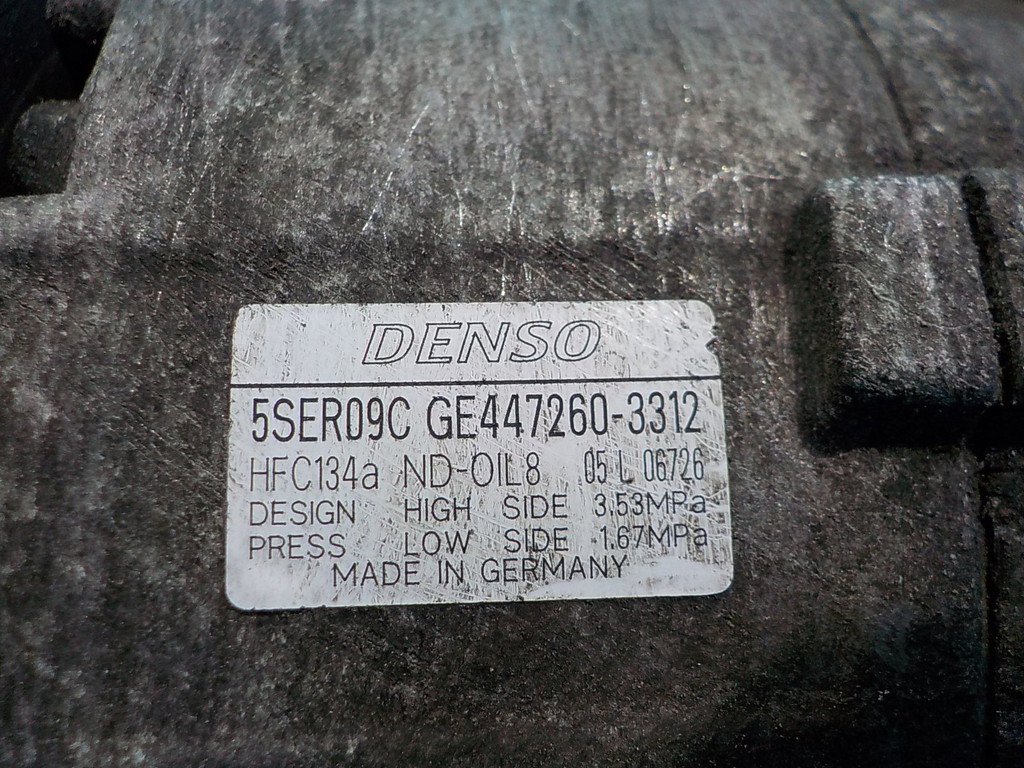 DENSO
5SER09C GE447260-3312
HFC134a ND-OIL8 05 L 06726
DESIGN HIGH SIDE 3.53MPa
PRESS LOW SIDE 1.67MPa
MADE IN GERMANY